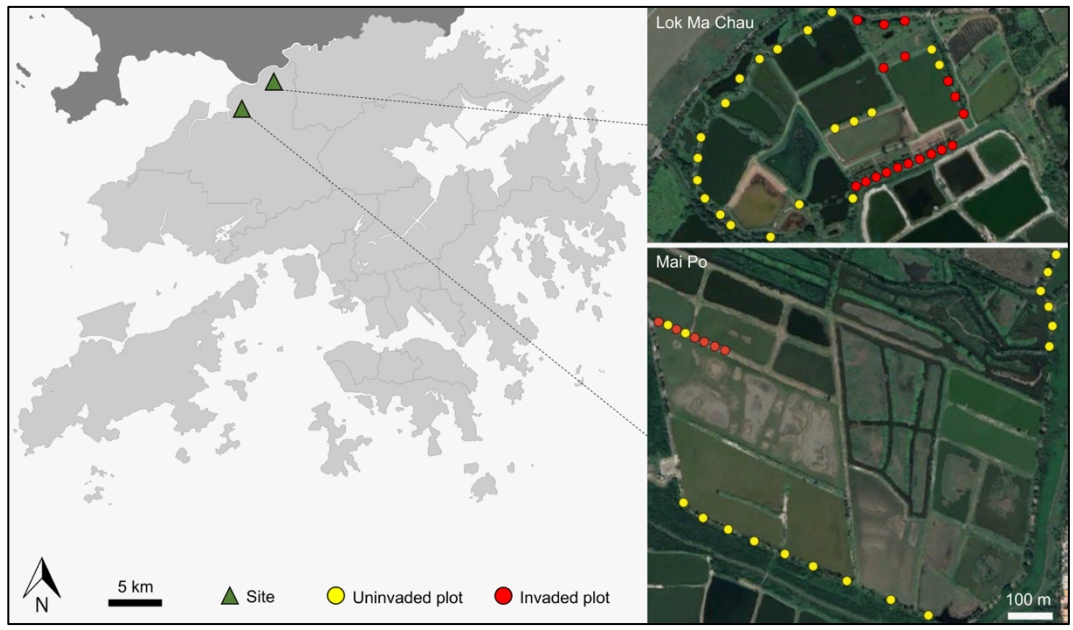 Lok Ma Chau
Mai Po
N
5 km
Site
Uninvaded plot
Invaded plot
100 m